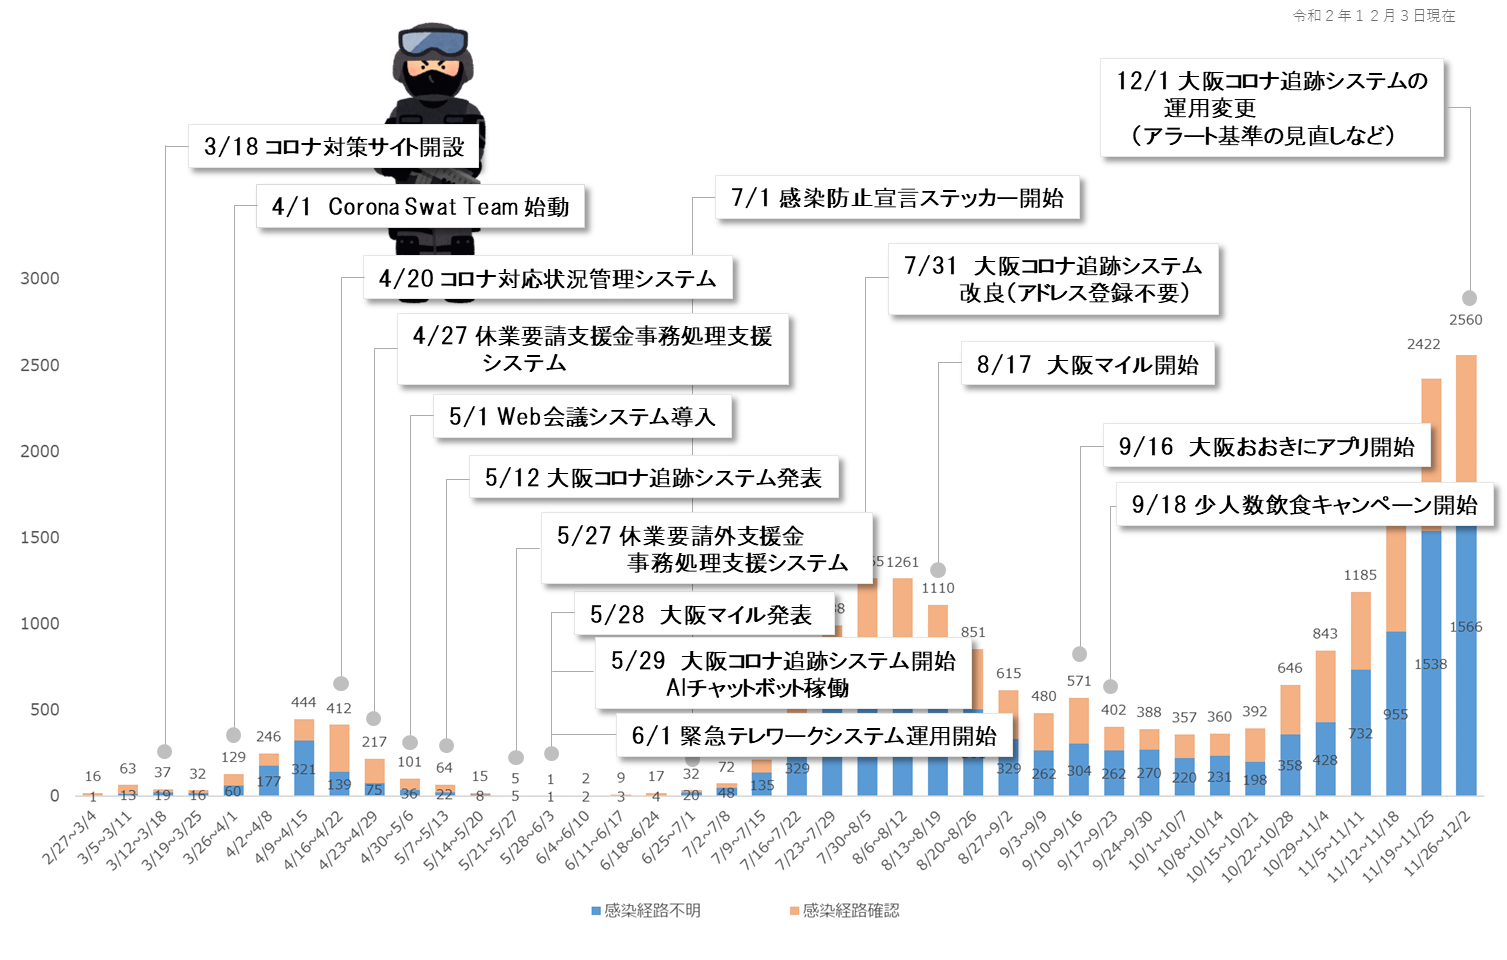 令和２年１２月３日現在
12/1 大阪コロナ追跡システムの
運用変更
（アラート基準の見直しなど）
3/18 コロナ対策サイト開設
4/1 Corona Swat Team 始動
7/1 感染防止宣言ステッカー開始
4/20 コロナ対応状況管理システム
7/31 大阪コロナ追跡システム
改良（アドレス登録不要）
4/27 休業要請支援金事務処理支援
システム
8/17 大阪マイル開始
5/1 Web会議システム導入
9/16 大阪おおきにアプリ開始
5/12 大阪コロナ追跡システム発表
9/18 少人数飲食キャンペーン開始
5/27 休業要請外支援金
事務処理支援システム
5/28 大阪マイル発表
5/29 大阪コロナ追跡システム開始
AIチャットボット稼働
6/1 緊急テレワークシステム運用開始
3000
2500
2000
1500
1000
500
0
16 63 37 32 129 246 444 412 217 101 64 15 5 1 2 9 17 32 72 1261 1110 851 615 480 571 402 388 357 360 392 646 843 1185 2422 2560
1 13 19 16 60 177 321 139 75 36 22 8 5 1 2 3 4 20 48 135 329 329 262 304 262 270 220 231 198 358 428 732 955 1538 1566
2/27~3/4 3/5~3/11 3/12~3/18 3/19~3/25 3/26~4/1 4/2~4/8 4/9~4/15 4/16~4/22 4/23~4/29 4/30~5/6 5/7~5/13 5/14~5/20 5/21~5/27 5/28~6/3 6/4~6/10 6/11~6/17 6/18~6/24 6/25~7/1 7/2~7/8 7/9~7/15 7/16~7/22 7/23~7/29 7/30~8/5 8/6~8/12 8/13~8/19 8/20~8/26 8/27~9/2 9/3~9/9 9/10~9/16 9/17~9/23 9/24~9/30 10/1~10/7 10/8~10/14 10/15~10/21 10/22~10/28 10/29~11/4 11/5~11/11 11/12~11/18 11/19~11/25 11/26~12/2
感染経路不明 感染経路確認